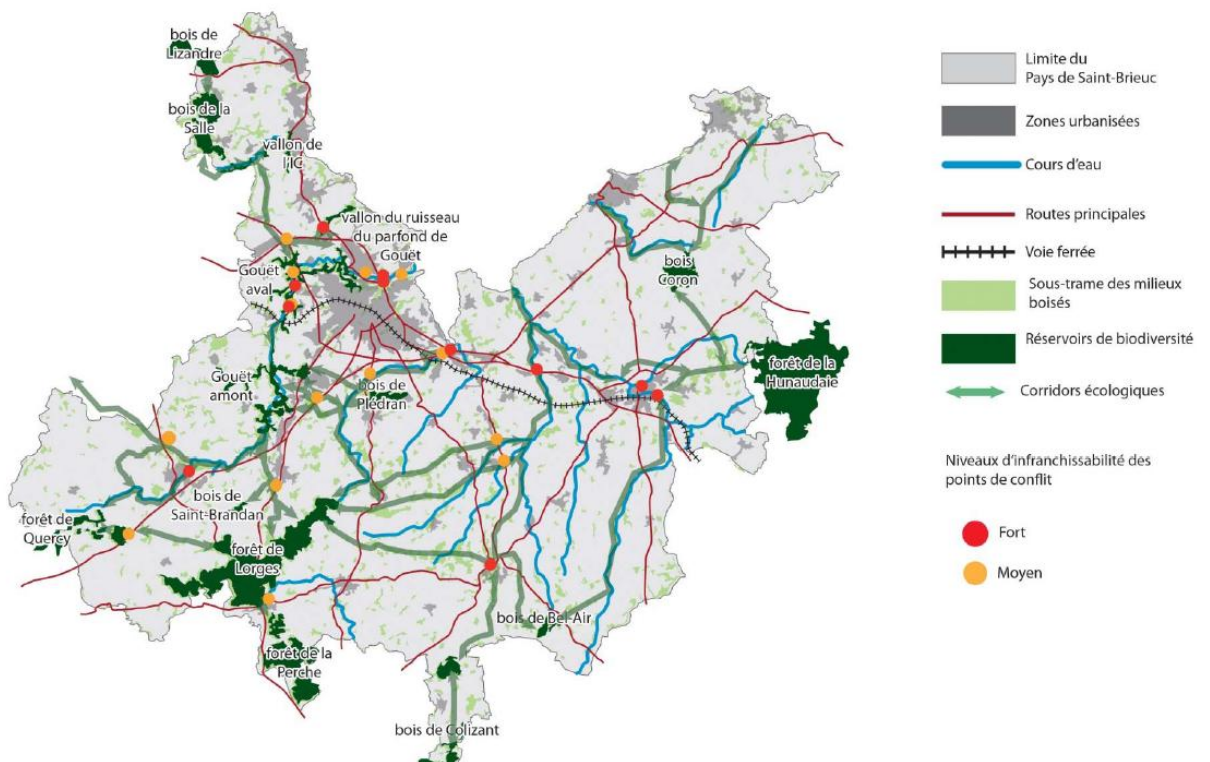 bois de
Lizandre
bois de la
Salle
vallon de
l'IC
vallon du ruisseau
du parfond de
Gouët
Gouët
aval
bois
Coron
forêt de la
Hunaudaie
Gouët
amont
bois de
Plédran
bois de
Saint-Brandan
forêt de
Quercy
forêt de
Lorges
bois de Bel-Air
forêt de la
Perche
bois de Colizant
Limite du
Pays de Saint-Brieuc
Zones urbanisées
Cours d'eau
Routes principales
Voie ferrée
Sous-trame des milieux
boisés
Réservoirs de biodiversité
Corridors écologiques
Niveaux d'infranchissabilité des
points de conflit
Fort
Moyen